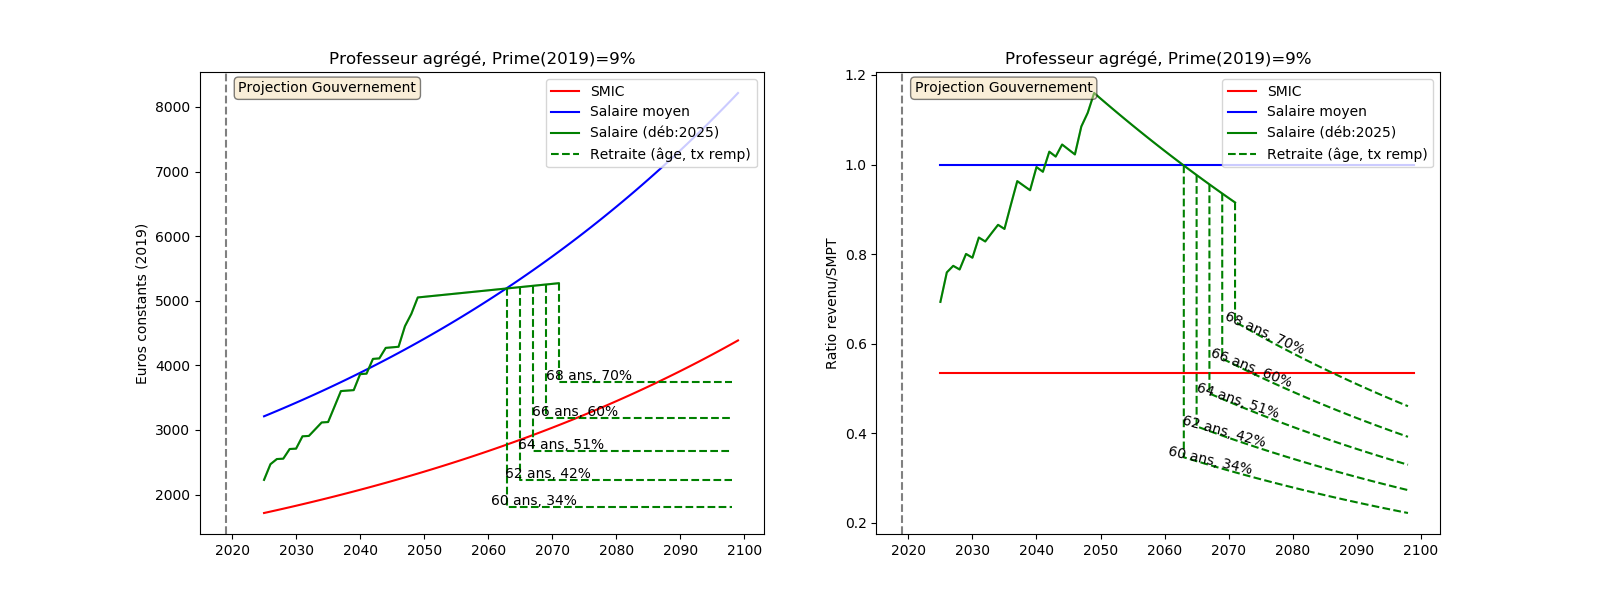 Professeur agrégé, Prime(2019)=9%
Projection Gouvernement
SMIC
Salaire moyen
Salaire (déb:2025)
Retraite (âge, tx remp)
Euros constants (2019)
8000
7000
6000
5000
4000
3000
2000
68 ans, 70%
66 ans, 60%
64 ans, 51%
62 ans, 42%
60 ans, 34%
2020 2030 2040 2050 2060 2070 2080 2090 2100
Professeur agrégé, Prime(2019)=9%
Projection Gouvernement
SMIC
Salaire moyen
Salaire (déb:2025)
Retraite (âge, tx remp)
Ratio revenu/SMPT
1.2
1.0
0.8
0.6
0.4
0.2
68 ans, 70%
66 ans, 60%
64 ans, 51%
62 ans, 42%
60 ans, 34%
2020 2030 2040 2050 2060 2070 2080 2090 2100